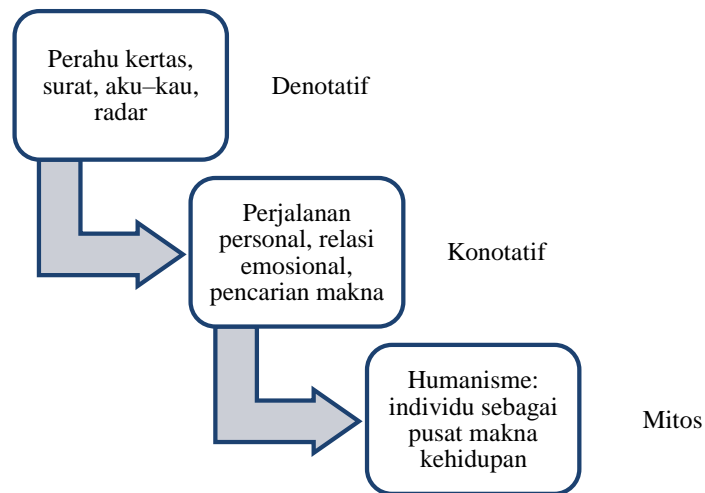 Perahu kertas,
surat, aku–kau,
radar
Denotatif
Perjalanan
personal, relasi
emosional,
pencarian makna
Konotatif
Humanisme:
individu sebagai
pusat makna
kehidupan
Mitos